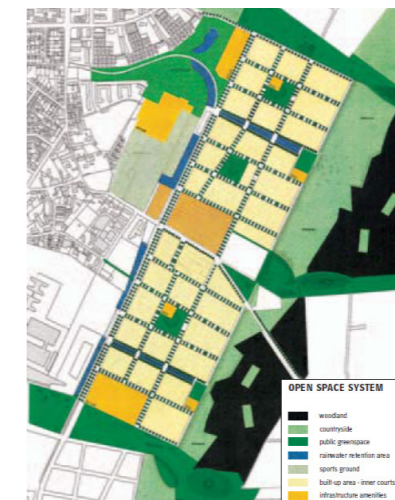 OPEN SPACE SYSTEM
woodland
countryside
public greenspace
rainwater retention area
sports ground
built-up area - inner courts
infrastructure amenities